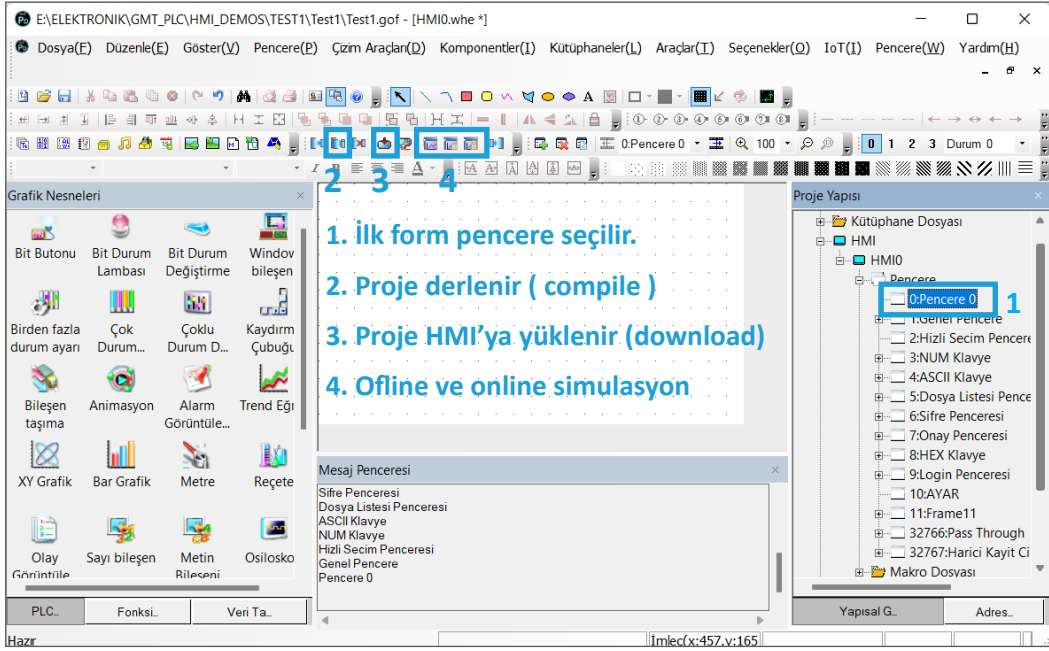 E:\ELEKTRONIK\GMT_PLC\HMI_DEMOS\TEST1\Test1\Test1.gof - [HMI0.whe *]
Dosya(F) Düzenle(E) Göster(V) Pencere(P) Çizim Araçları(D) Komponentler(I) Kütüphaneler(L) Araçlar(T) Seçenekler(O) IoT(I) Pencere(W) Yardım(H)
0:Pencere 0 100 0 1 2 3 Durum 0
2 3 4
Grafik Nesneleri
Bit Butonu
Bit Durum
Lambası
Bit Durum
Değiştirme
Window
bileşen
Birden fazla
durum ayarı
Çok
Durum...
Çoklu
Durum D...
Kaydırm
Çubuğu
Bileşen
taşıma
Animasyon
Alarm
Görüntüle...
Trend Eğri
XY Grafik
Bar Grafik
Metre
Reçete
Olay
Görüntüle
Sayı bileşen
Metin
Bileşeni
Osilosko
PLC...
Fonksi...
Veri Ta...
1. İlk form pencere seçilir.
2. Proje derlenir ( compile )
3. Proje HMI’ya yüklenir (download)
4. Ofline ve online simulasyon
Mesaj Penceresi
Sifre Penceresi
Dosya Listesi Penceresi
ASCII Klavye
NUM Klavye
Hizli Secim Penceresi
Genel Pencere
Pencere 0
Proje Yapısı
Kütüphane Dosyası
HMI
HMI0
Pencere
0:Pencere 0
1
1:Genel Pencere
2:Hizli Secim Pencere
3:NUM Klavye
4:ASCII Klavye
5:Dosya Listesi Pence
6:Sifre Penceresi
7:Onay Penceresi
8:HEX Klavye
9:Login Penceresi
10:AYAR
11:Frame11
32766:Pass Through
32767:Harici Kayit Ci
Makro Dosyası
Yapısal G...
Adres...
Hazır
İmleç(x:457,y:165)